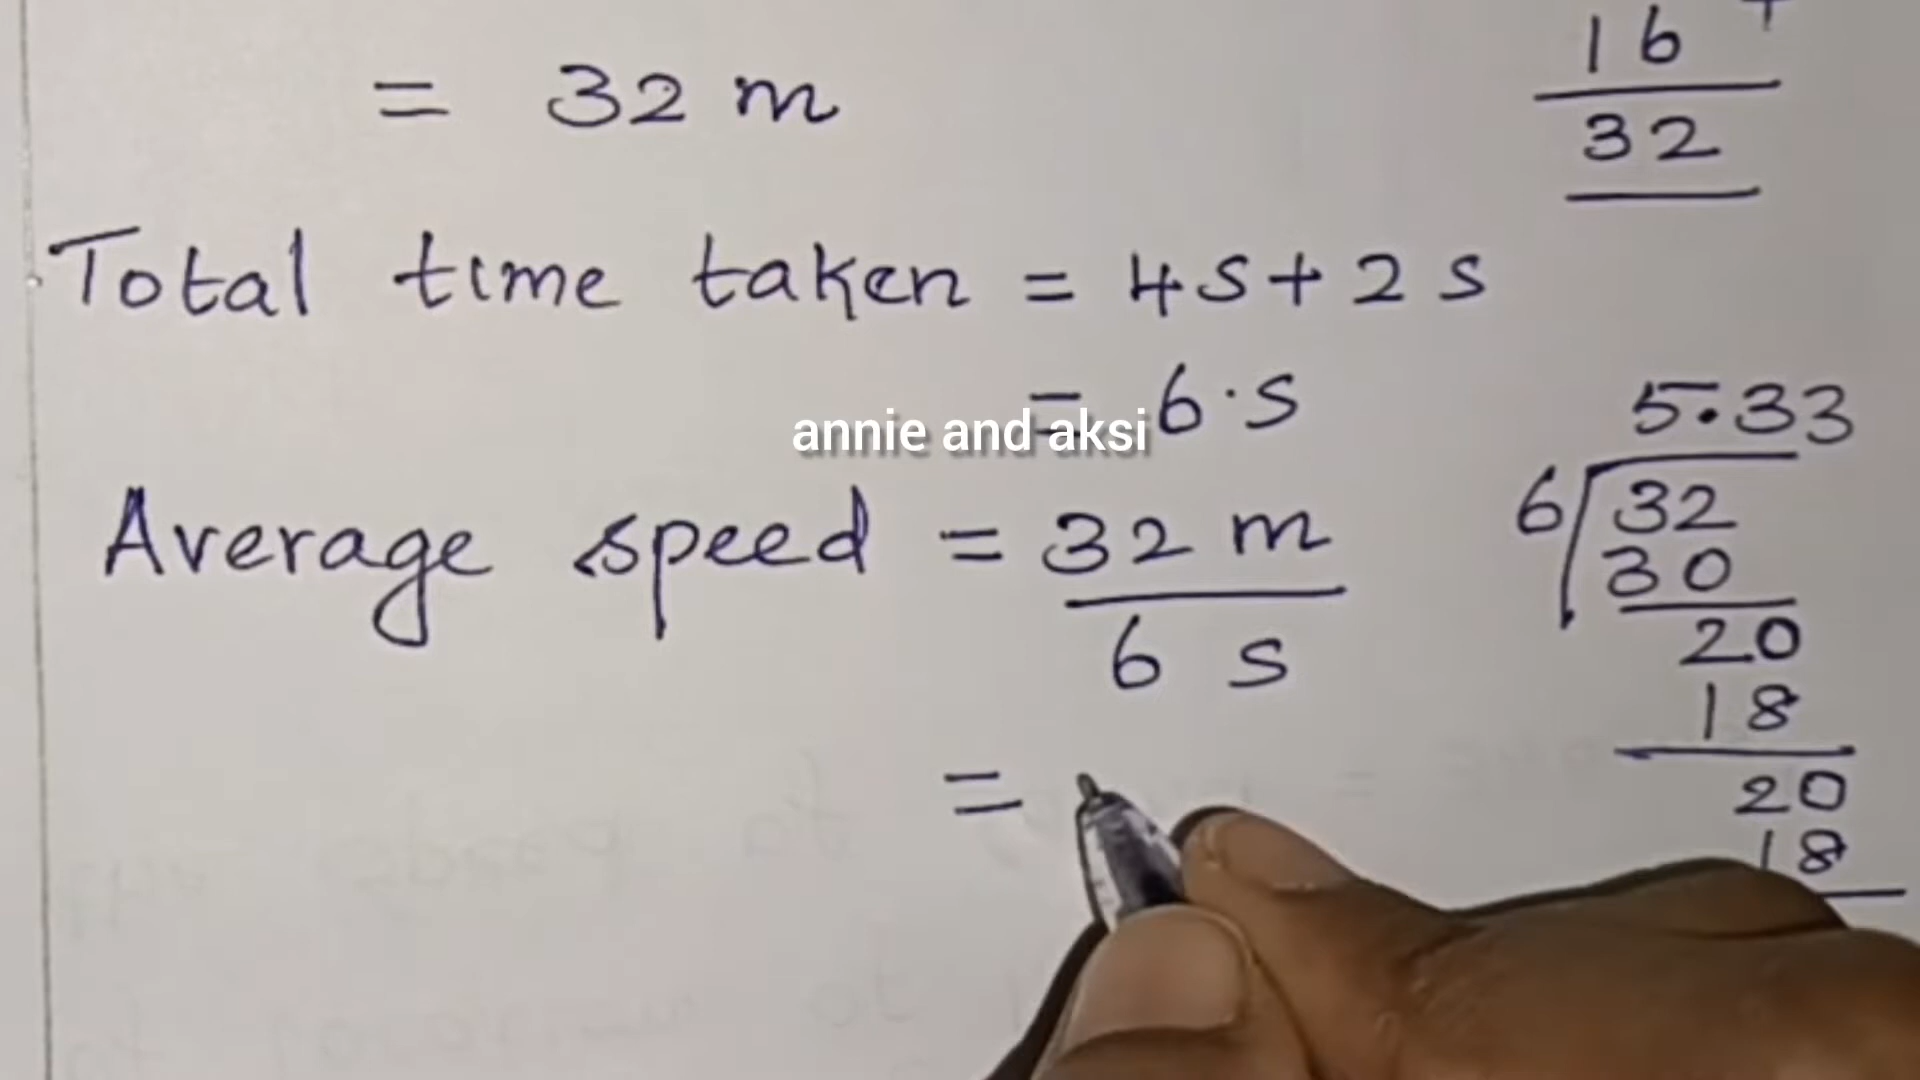 = 32 m
Total time taken = 4s + 2 s
= 6.s
annie and aksi
Average speed = 32 m
6 s
=
16 +
32
5.33
6 32
30
20
18
20
18